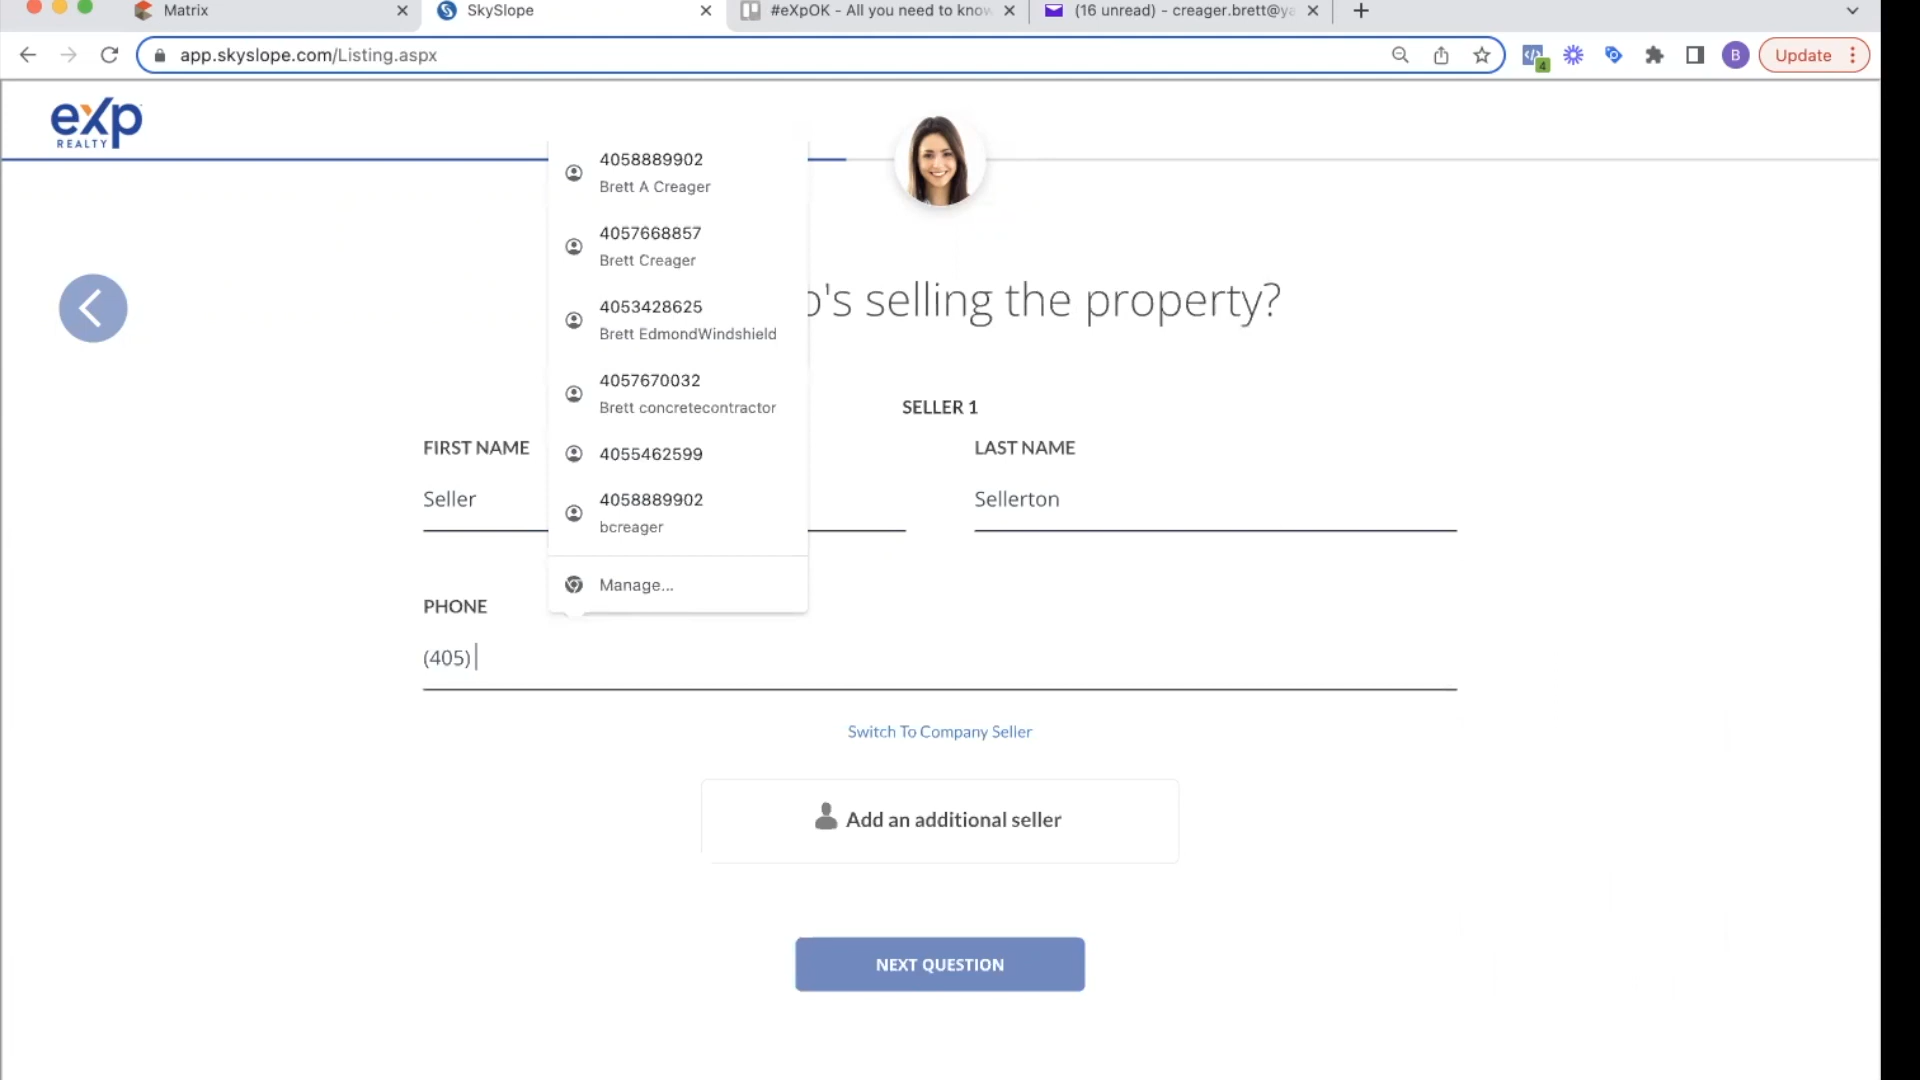 Matrix
SkySlope
#eXpOK - All you need to know
(16 unread) - creager.brett@ya
app.skyslope.com/Listing.aspx
4
B
Update
exp
REALTY
4058889902
Brett A Creager
4057668857
Brett Creager
4053428625
Brett EdmondWindshield
4057670032
Brett concretecontractor
4055462599
4058889902
bcreager
Manage...
o's selling the property?
SELLER 1
FIRST NAME
LAST NAME
Seller
Sellerton
PHONE
(405)
Switch To Company Seller
Add an additional seller
NEXT QUESTION